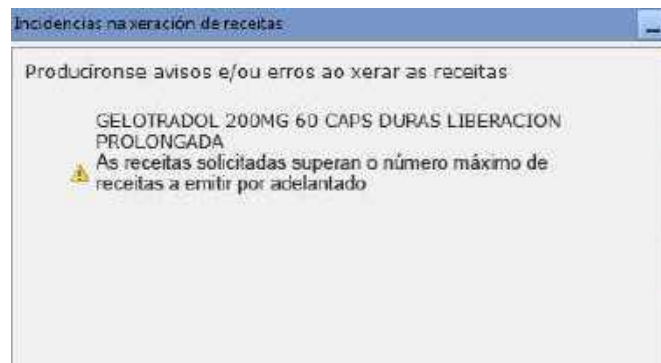 Incidencias na xeración de receitas
Producíronse avisos e/ou erros ao xerar as receitas
GELOTRADOL 200MG 60 CAPS DURAS LIBERACION
PROLONGADA
As receitas solicitadas superan o número máximo de
receitas a emitir por adelantado